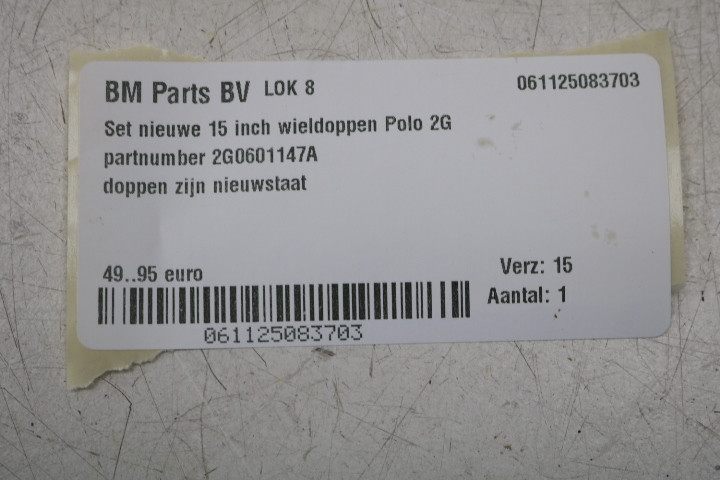 BM Parts BV LOK 8 061125083703
Set nieuwe 15 inch wieldoppen Polo 2G
partnumber 2G0601147A
doppen zijn nieuwstaat
49..95 euro Verz: 15
Aantal: 1
061125083703